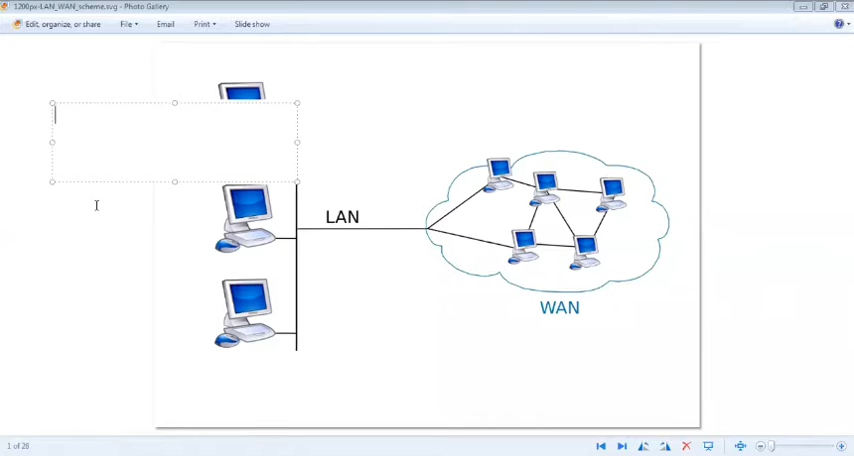 1200px-LAN_WAN_scheme.svg - Photo Gallery
Edit, organize, or share File Email Print Slide show
LAN
WAN
1 of 28